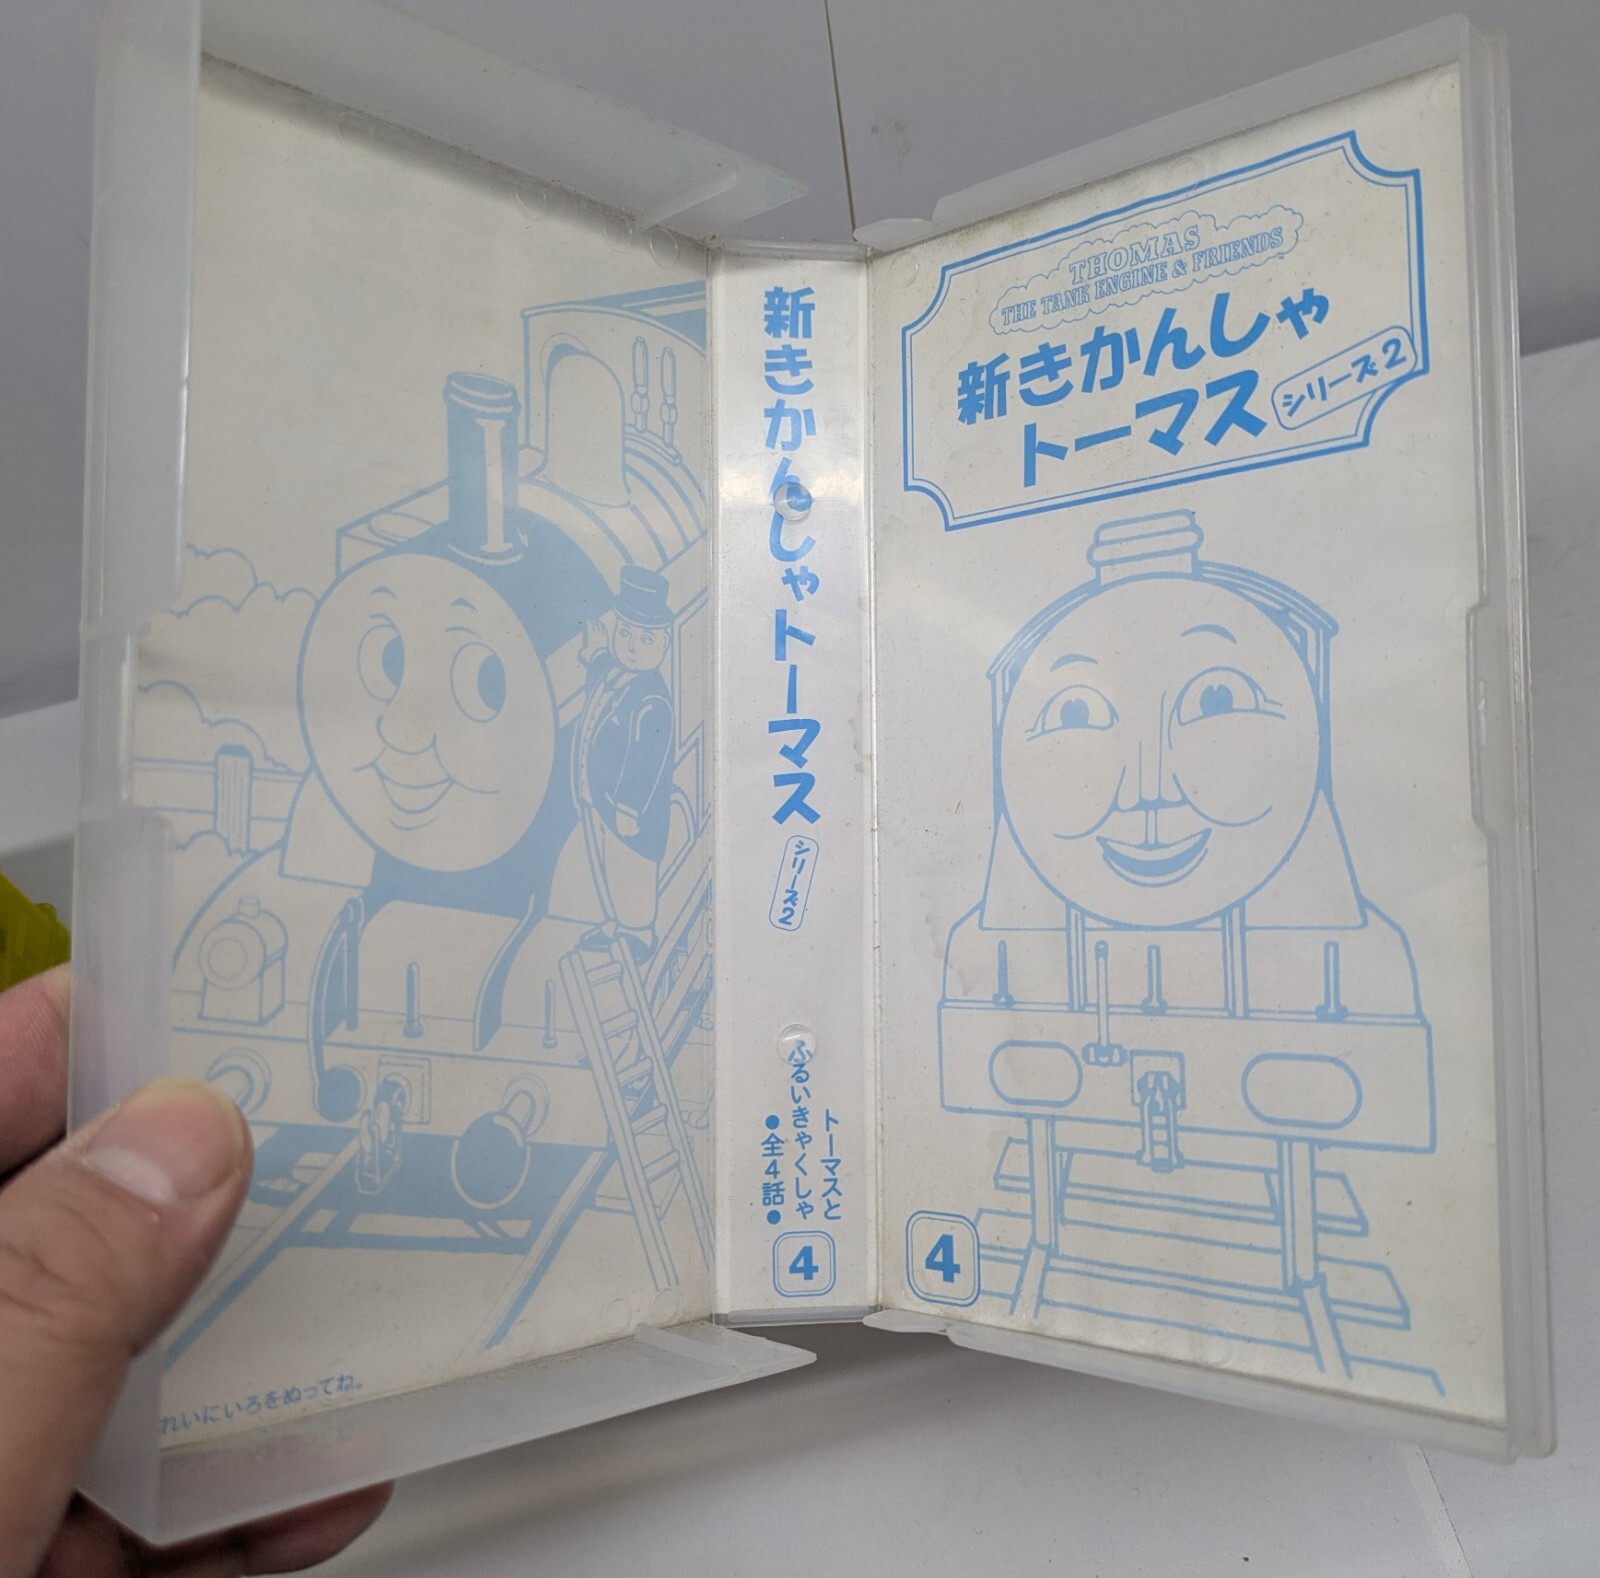 れいにいろをぬってね。
新きかんしゃトーマス
シリーズ2
トーマスと
ふるいきゃくしゃ
●全4話●
4
THOMAS
THE TANK ENGINE & FRIENDS
新きかんしゃ
トーマス
シリーズ2
4